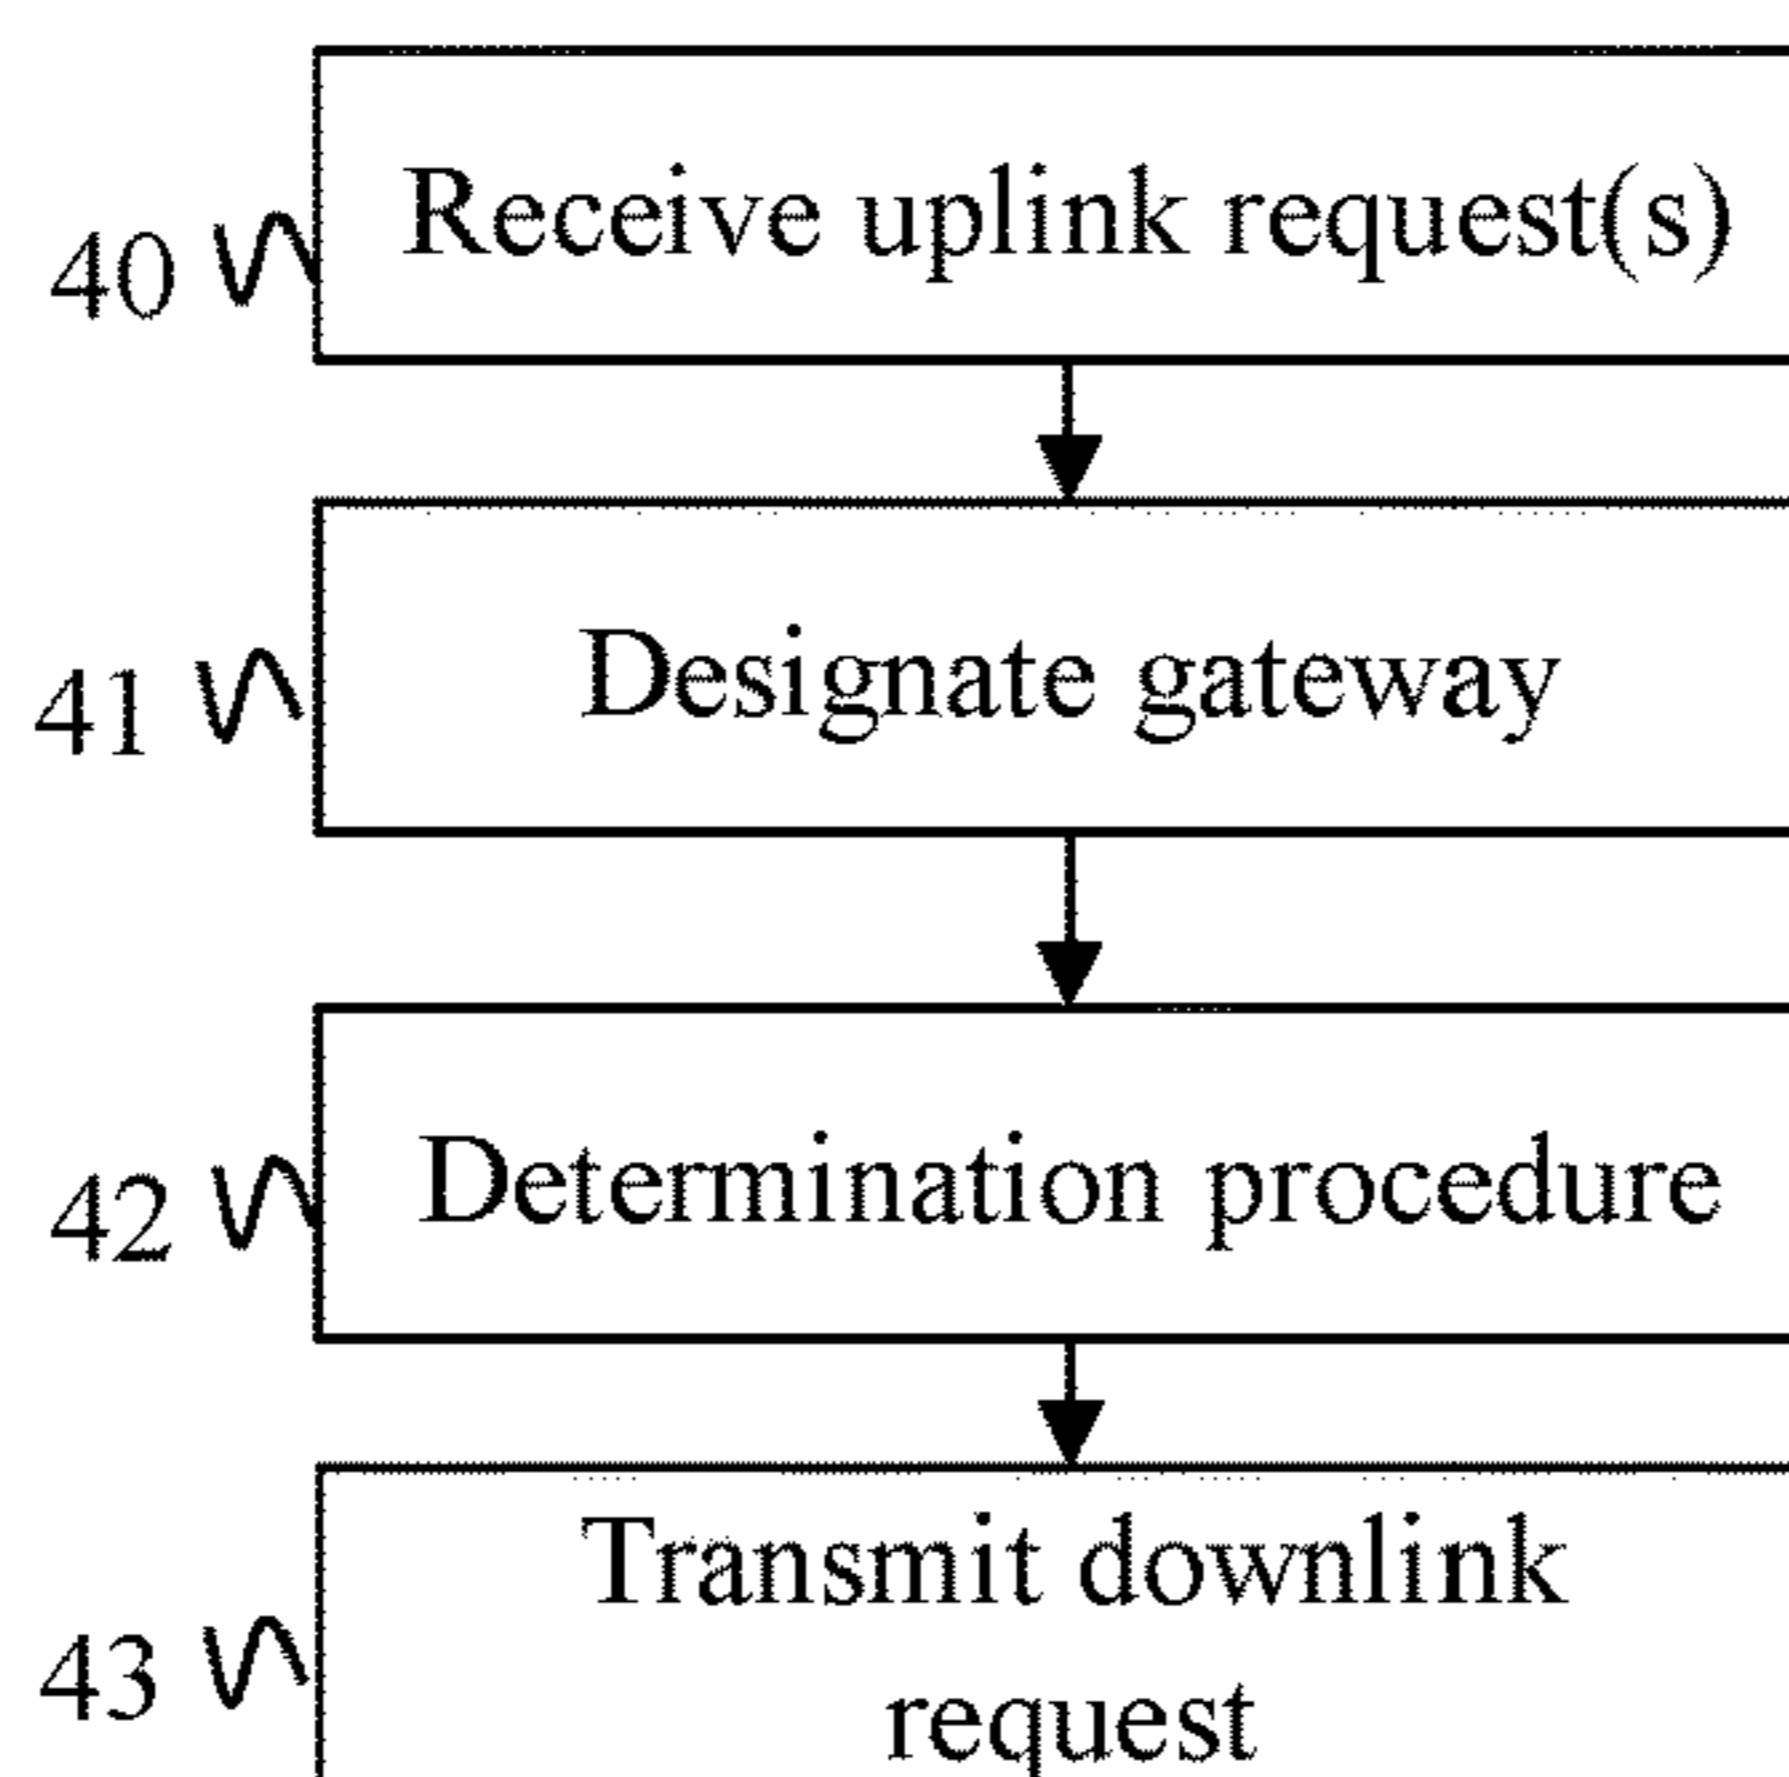 40 Receive uplink request(s)
41 Designate gateway
42 Determination procedure
43 Transmit downlink
request